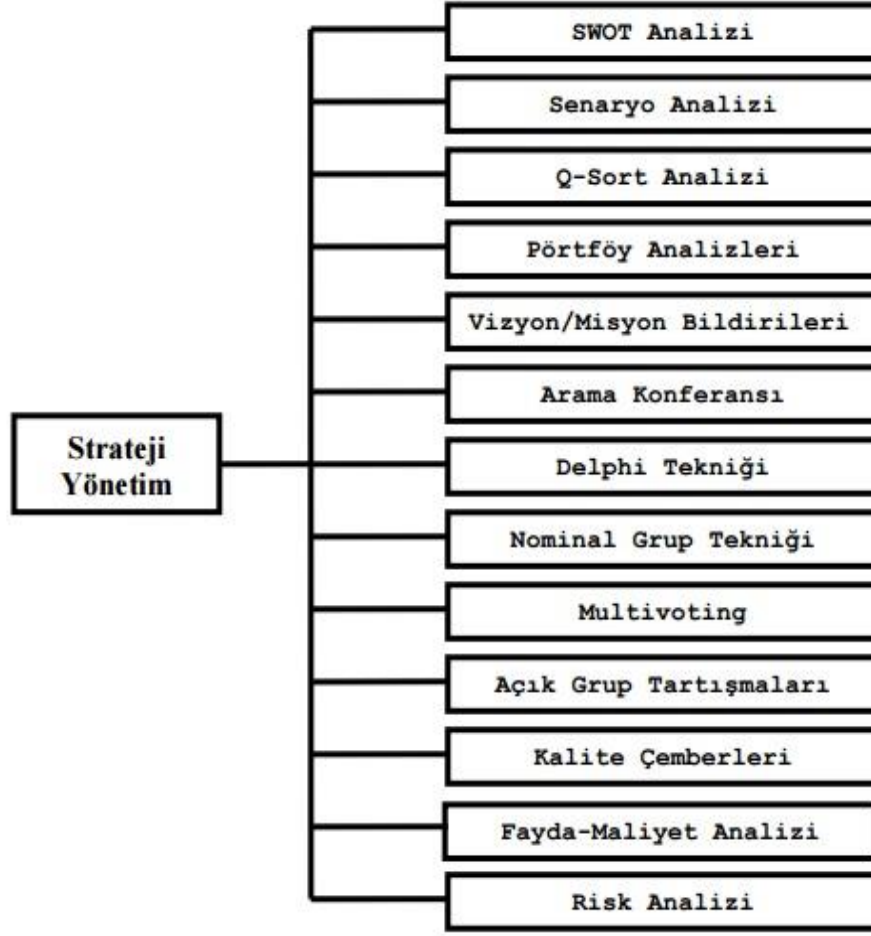 SWOT Analizi
Senaryo Analizi
Q-Sort Analizi
Pörtföy Analizleri
Vizyon/Misyon Bildirileri
Arama Konferansı
Strateji
Yönetim
Delphi Tekniği
Nominal Grup Tekniği
Multivoting
Açık Grup Tartışmaları
Kalite Çemberleri
Fayda-Maliyet Analizi
Risk Analizi